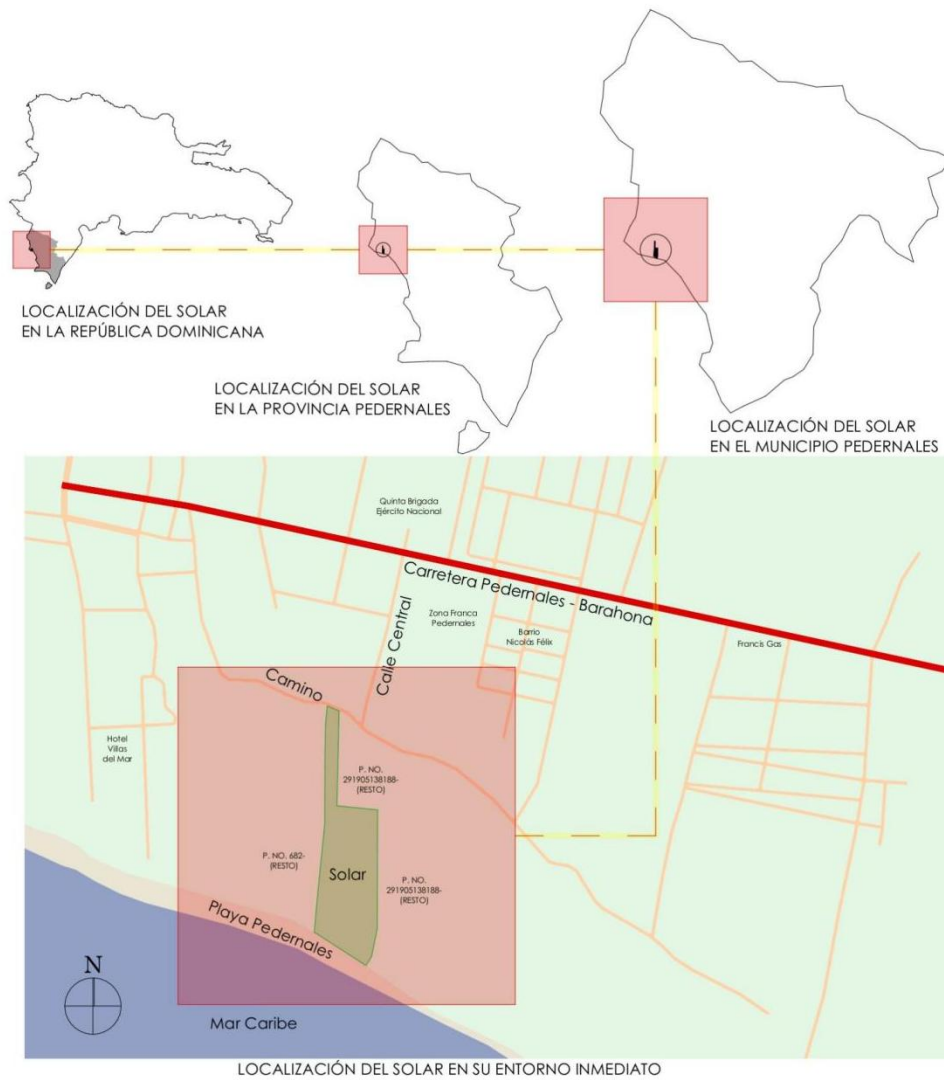 LOCALIZACIÓN DEL SOLAR
EN LA REPÚBLICA DOMINICANA
LOCALIZACIÓN DEL SOLAR
EN LA PROVINCIA PEDERNALES
LOCALIZACIÓN DEL SOLAR
EN EL MUNICIPIO PEDERNALES
Quinta Brigada
Ejército Nacional
Carretera Pedernales - Barahona
Calle Central
Zona Franca
Pedernales
Barrio
Nicolás Félix
Francis Gas
Camino
Hotel
Villas
del Mar
P. NO.
291905138188-
(RESTO)
P. NO. 682-
(RESTO)
Solar
P. NO.
291905138188-
(RESTO)
Playa Pedernales
N
Mar Caribe
LOCALIZACIÓN DEL SOLAR EN SU ENTORNO INMEDIATO